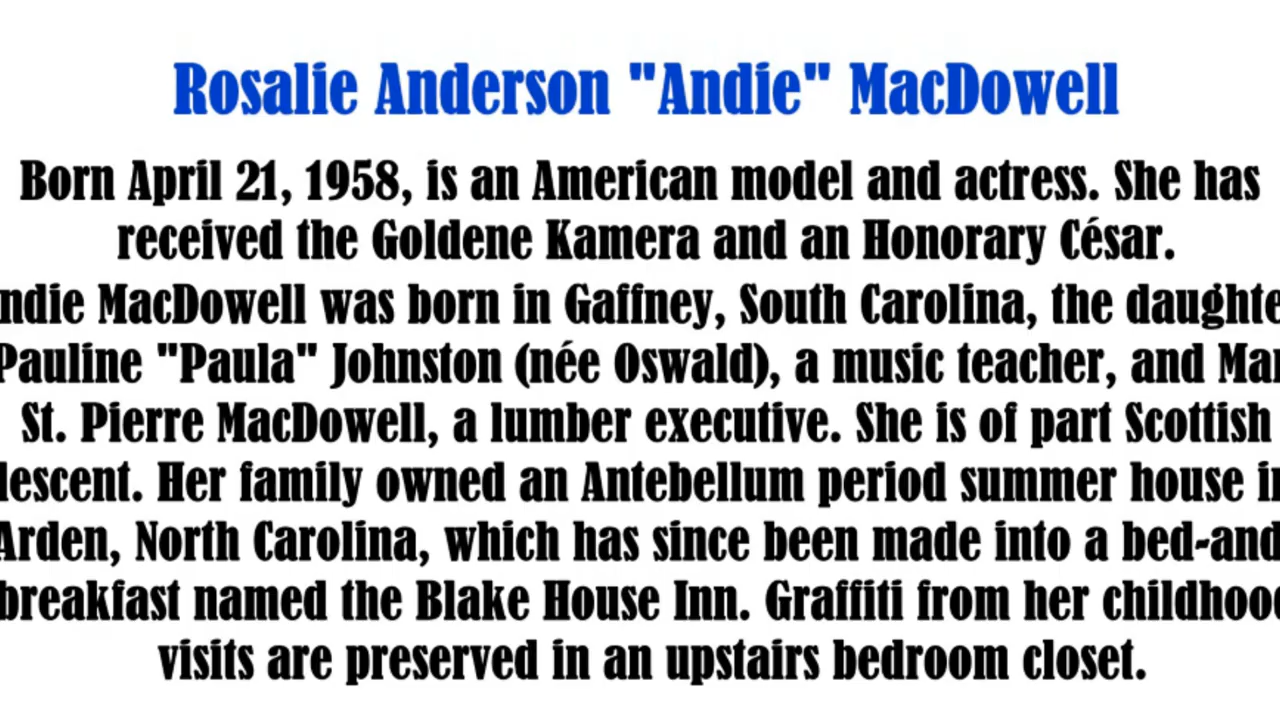 Rosalie Anderson "Andie" MacDowell
Born April 21, 1958, is an American model and actress. She has
received the Goldene Kamera and an Honorary César.
ndie MacDowell was born in Gaffney, South Carolina, the daughte
Pauline "Paula" Johnston (née Oswald), a music teacher, and Mar
St. Pierre MacDowell, a lumber executive. She is of part Scottish
descent. Her family owned an Antebellum period summer house in
Arden, North Carolina, which has since been made into a bed-and
breakfast named the Blake House Inn. Graffiti from her childhood
visits are preserved in an upstairs bedroom closet.